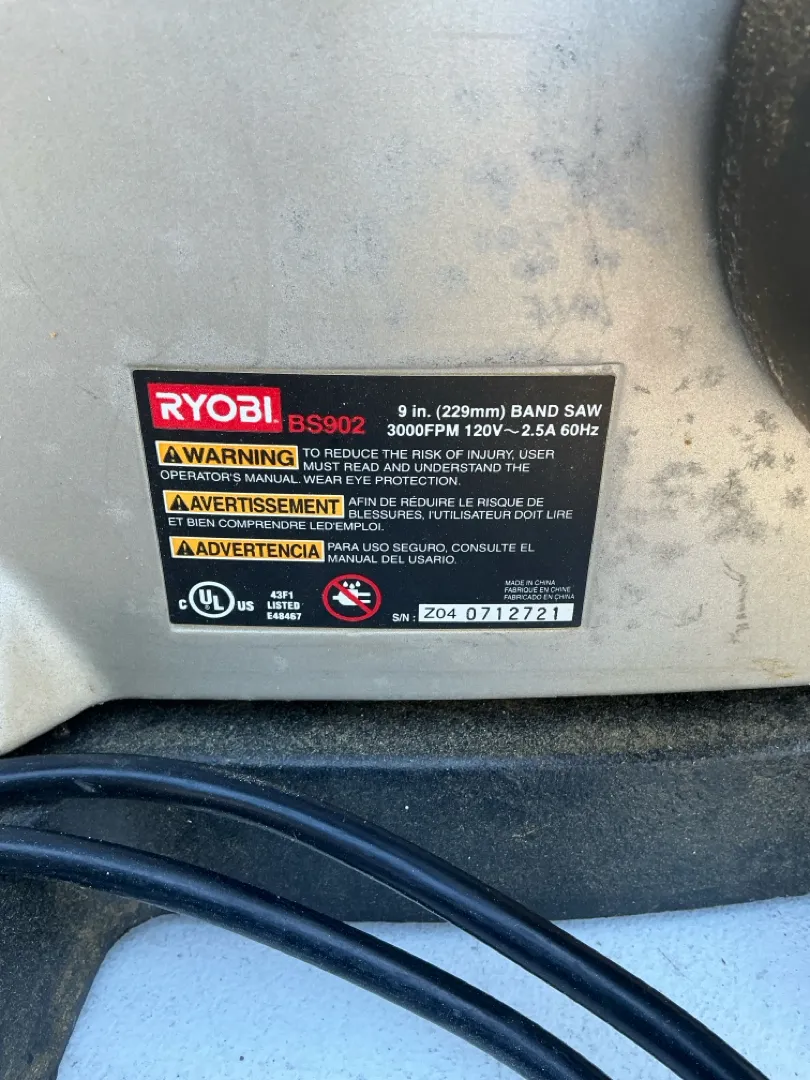 RYOBI BS902
9 in. (229mm) BAND SAW
3000FPM 120V～2.5A 60Hz
WARNING TO REDUCE THE RISK OF INJURY, USER
MUST READ AND UNDERSTAND THE
OPERATOR'S MANUAL. WEAR EYE PROTECTION.
AVERTISSEMENT AFIN DE RÉDUIRE LE RISQUE DE
BLESSURES, I'UTILISATEUR DOIT LIRE
ET BIEN COMPRENDRE LED'EMPLOI.
ADVERTENCIA PARA USO SEGURO, CONSULTE EL
MANUAL DEL USARIO.
C UL US
43F1
LISTED
E48467
MADE IN CHINA
FABRIQUÉ EN CHINE
FABRICADO EN CHINA
S/N : Z04 0712721